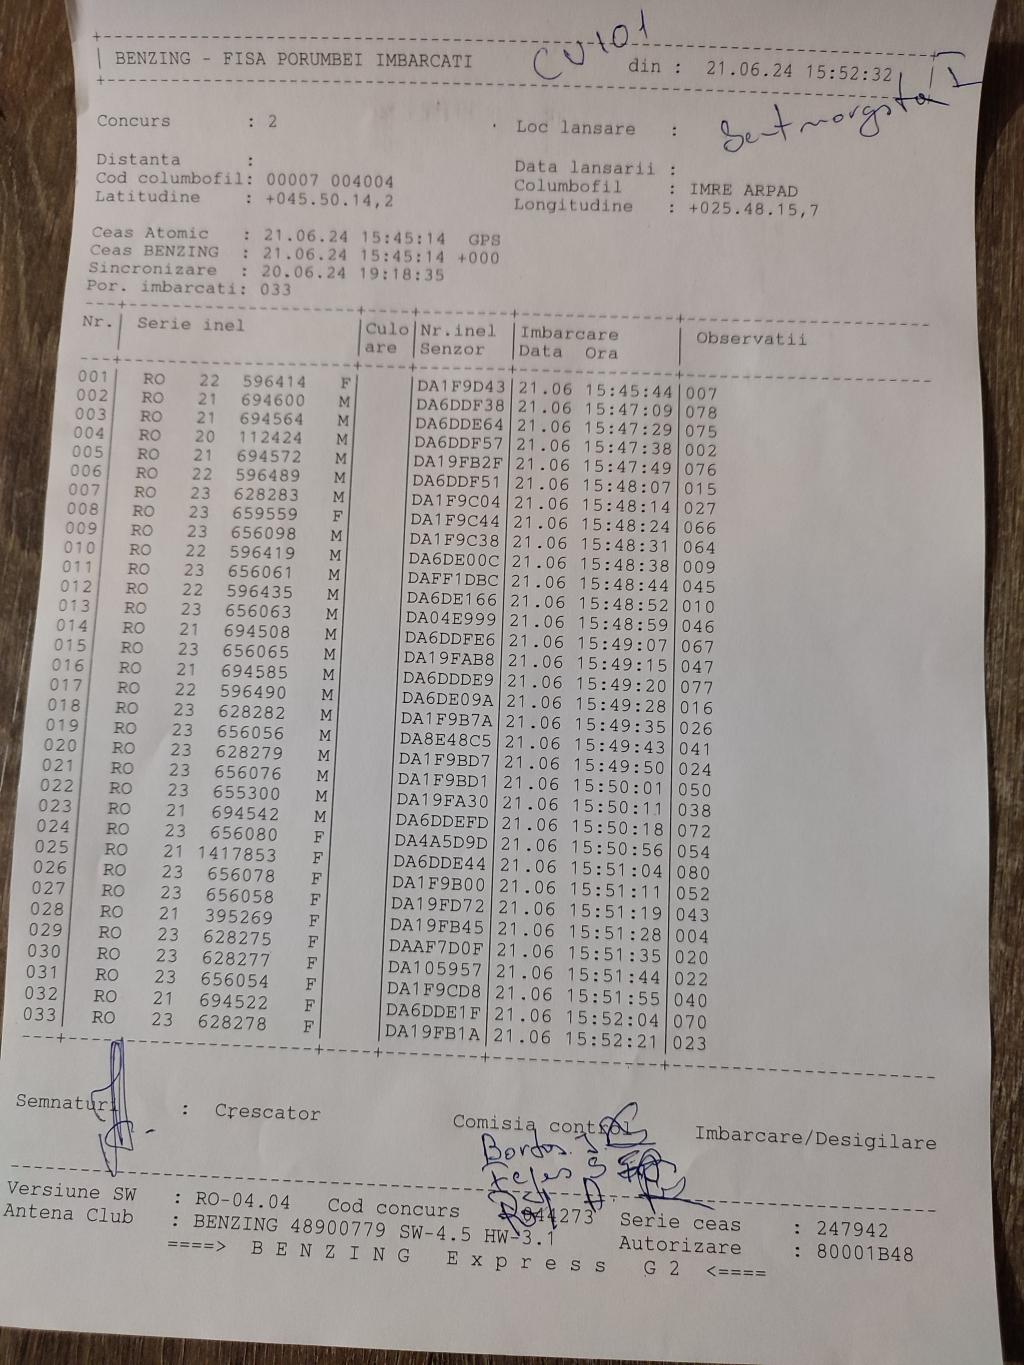 BENZING - FISA PORUMBEI IMBARCATI CU 101 din : 21.06.24 15:52:32
Concurs : 2 Loc lansare :
Distanta : Data lansarii :
Cod columbofil: 00007 004004 Columbofil : IMRE ARPAD
Latitudine : +045.50.14,2 Longitudine : +025.48.15,7
Ceas Atomic : 21.06.24 15:45:14 GPS
Ceas BENZING : 21.06.24 15:45:14 +000
Sincronizare : 20.06.24 19:18:35
Por. imbarcati: 033
Nr. Serie inel Culo Nr.inel Imbarcare Observatii
are Senzor Data Ora
001 RO 22 596414 F DA1F9D43 21.06 15:45:44 007
002 RO 21 694600 M DA6DDF38 21.06 15:47:09 078
003 RO 21 694564 M DA6DDE64 21.06 15:47:29 075
004 RO 20 112424 M DA6DDF57 21.06 15:47:38 002
005 RO 21 694572 M DA19FB2F 21.06 15:47:49 076
006 RO 22 596489 M DA6DDF51 21.06 15:48:07 015
007 RO 23 628283 M DA1F9C04 21.06 15:48:14 027
008 RO 23 659559 F DA1F9C44 21.06 15:48:24 066
009 RO 23 656098 M DA1F9C38 21.06 15:48:31 064
010 RO 22 596419 M DA6DE00C 21.06 15:48:38 009
011 RO 23 656061 M DAFF1DBC 21.06 15:48:44 045
012 RO 22 596435 M DA6DE166 21.06 15:48:52 010
013 RO 23 656063 M DA04E999 21.06 15:48:59 046
014 RO 21 694508 M DA6DDFE6 21.06 15:49:07 067
015 RO 23 656065 M DA19FAB8 21.06 15:49:15 047
016 RO 21 694585 M DA6DDDE9 21.06 15:49:20 077
017 RO 22 596490 M DA6DE09A 21.06 15:49:28 016
018 RO 23 628282 M DA1F9B7A 21.06 15:49:35 026
019 RO 23 656056 M DA8E48C5 21.06 15:49:43 041
020 RO 23 628279 M DA1F9BD7 21.06 15:49:50 024
021 RO 23 656076 M DA1F9BD1 21.06 15:50:01 050
022 RO 23 655300 M DA19FA30 21.06 15:50:11 038
023 RO 21 694542 M DA6DDEFD 21.06 15:50:18 072
024 RO 23 656080 F DA4A5D9D 21.06 15:50:56 054
025 RO 21 1417853 F DA6DDE44 21.06 15:51:04 080
026 RO 23 656078 F DA1F9B00 21.06 15:51:11 052
027 RO 23 656058 F DA19FD72 21.06 15:51:19 043
028 RO 21 395269 F DA19FB45 21.06 15:51:28 004
029 RO 23 628275 F DAAF7D0F 21.06 15:51:35 020
030 RO 23 628277 F DA105957 21.06 15:51:44 022
031 RO 23 656054 F DA1F9CD8 21.06 15:51:55 040
032 RO 21 694522 F DA6DDE1F 21.06 15:52:04 070
033 RO 23 628278 F DA19FB1A 21.06 15:52:21 023
Semnaturi : Crescator Comisia control Imbarcare/Desigilare
Versiune SW : RO-04.04 Cod concurs Serie ceas : 247942
Antena Club : BENZING 48900779 SW-4.5 HW-3.1 Autorizare : 80001B48
====> B E N Z I N G E x p r e s s G 2 <====